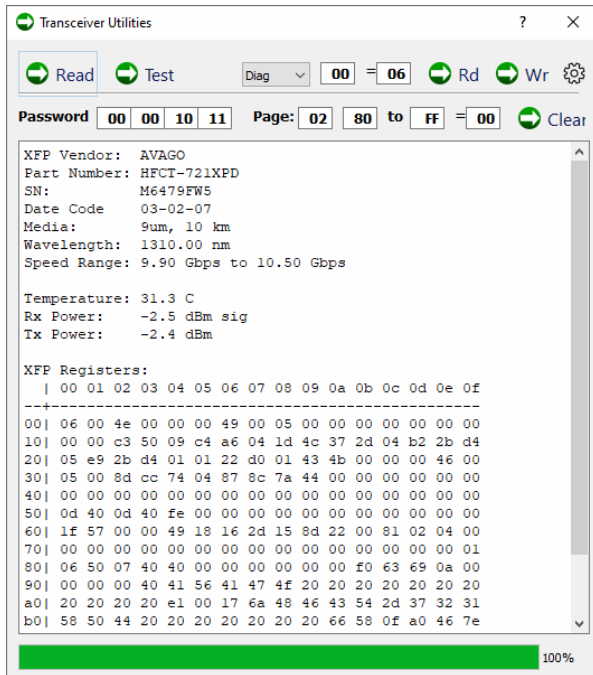 Transceiver Utilities ? ×
Read Test Diag 00 = 06 Rd Wr
Password 00 00 10 11 Page: 02 80 to FF = 00 Clear
XFP Vendor: AVAGO
Part Number: HFCT-721XPD
SN: M6479FW5
Date Code 03-02-07
Media: 9um, 10 km
Wavelength: 1310.00 nm
Speed Range: 9.90 Gbps to 10.50 Gbps
Temperature: 31.3 C
Rx Power: -2.5 dBm sig
Tx Power: -2.4 dBm
XFP Registers:
| 00 01 02 03 04 05 06 07 08 09 0a 0b 0c 0d 0e 0f
--+------------------------------------------------
00| 06 00 4e 00 00 00 49 00 05 00 00 00 00 00 00 00
10| 00 00 c3 50 09 c4 a6 04 1d 4c 37 2d 04 b2 2b d4
20| 05 e9 2b d4 01 01 22 d0 01 43 4b 00 00 00 46 00
30| 05 00 8d cc 74 04 87 8c 7a 44 00 00 00 00 00 00
40| 00 00 00 00 00 00 00 00 00 00 00 00 00 00 00 00
50| 0d 40 0d 40 fe 00 00 00 00 00 00 00 00 00 00 00
60| 1f 57 00 00 49 18 16 2d 15 8d 22 00 81 02 04 00
70| 00 00 00 00 00 00 00 00 00 00 00 00 00 00 00 01
80| 06 50 07 40 40 00 00 00 00 00 00 f0 63 69 0a 00
90| 00 00 00 40 41 56 41 47 4f 20 20 20 20 20 20 20
a0| 20 20 20 20 e1 00 17 6a 48 46 43 54 2d 37 32 31
b0| 58 50 44 20 20 20 20 20 20 20 66 58 0f a0 46 7e
100%